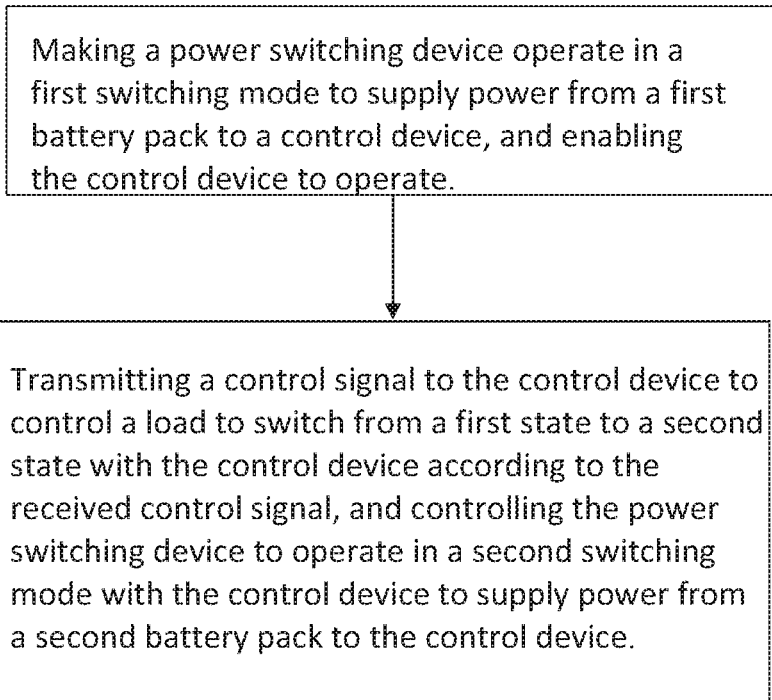 Making a power switching device operate in a
first switching mode to supply power from a first
battery pack to a control device, and enabling
the control device to operate.
Transmitting a control signal to the control device to
control a load to switch from a first state to a second
state with the control device according to the
received control signal, and controlling the power
switching device to operate in a second switching
mode with the control device to supply power from
a second battery pack to the control device.